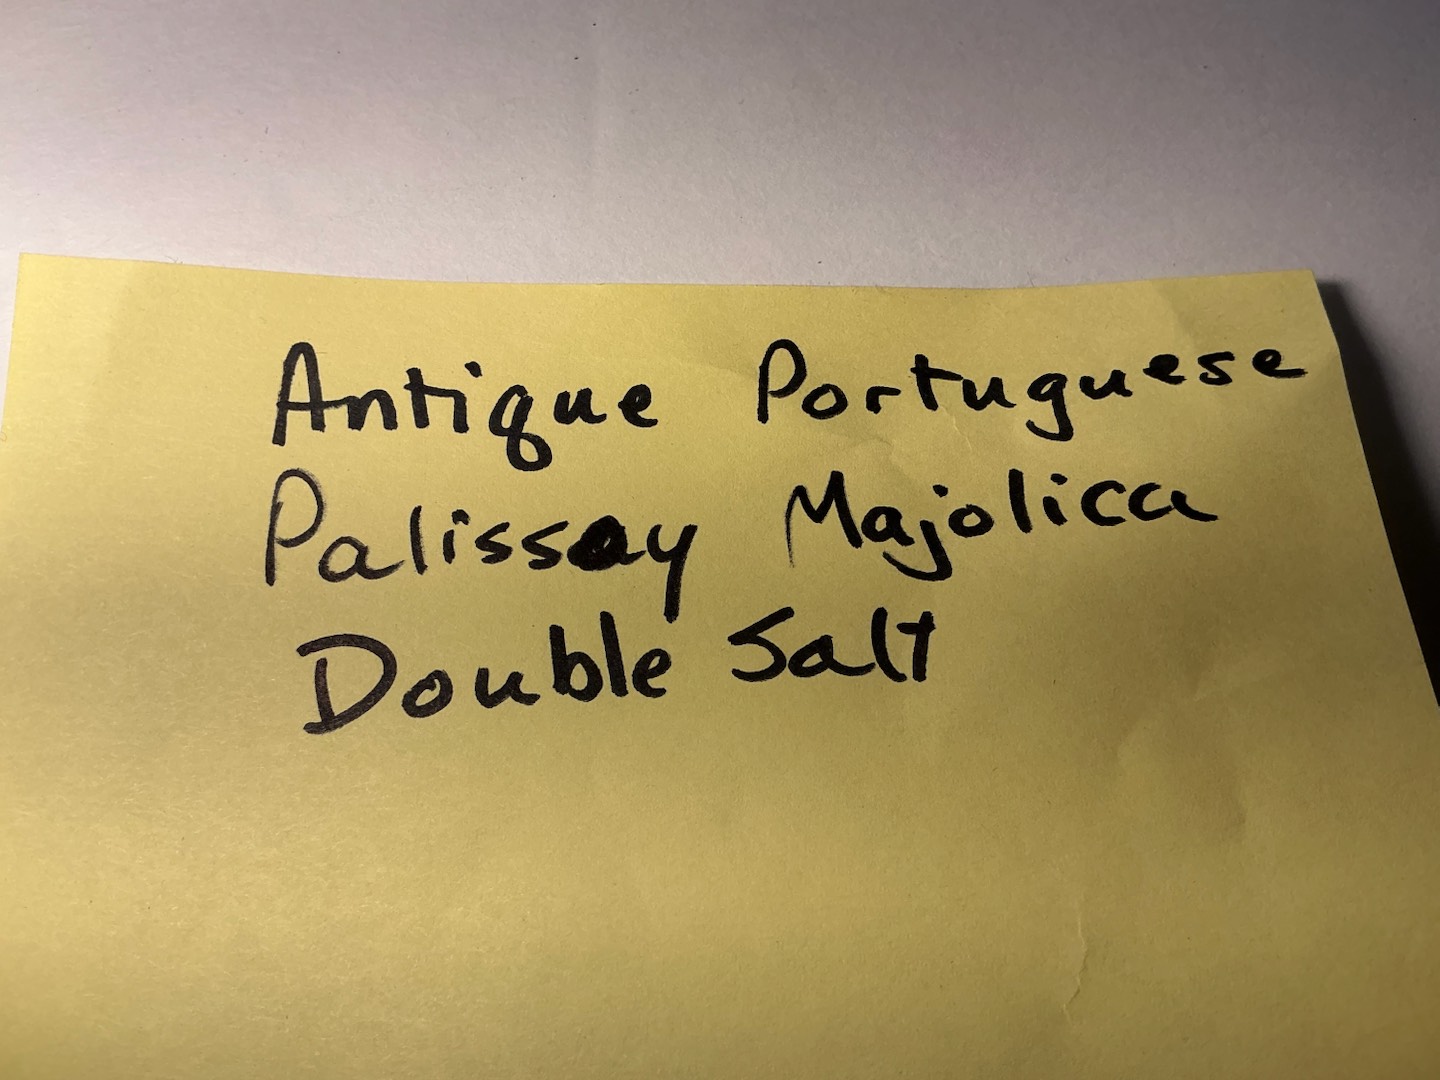 Antique Portuguese
Palissay Majolica
Double Salt